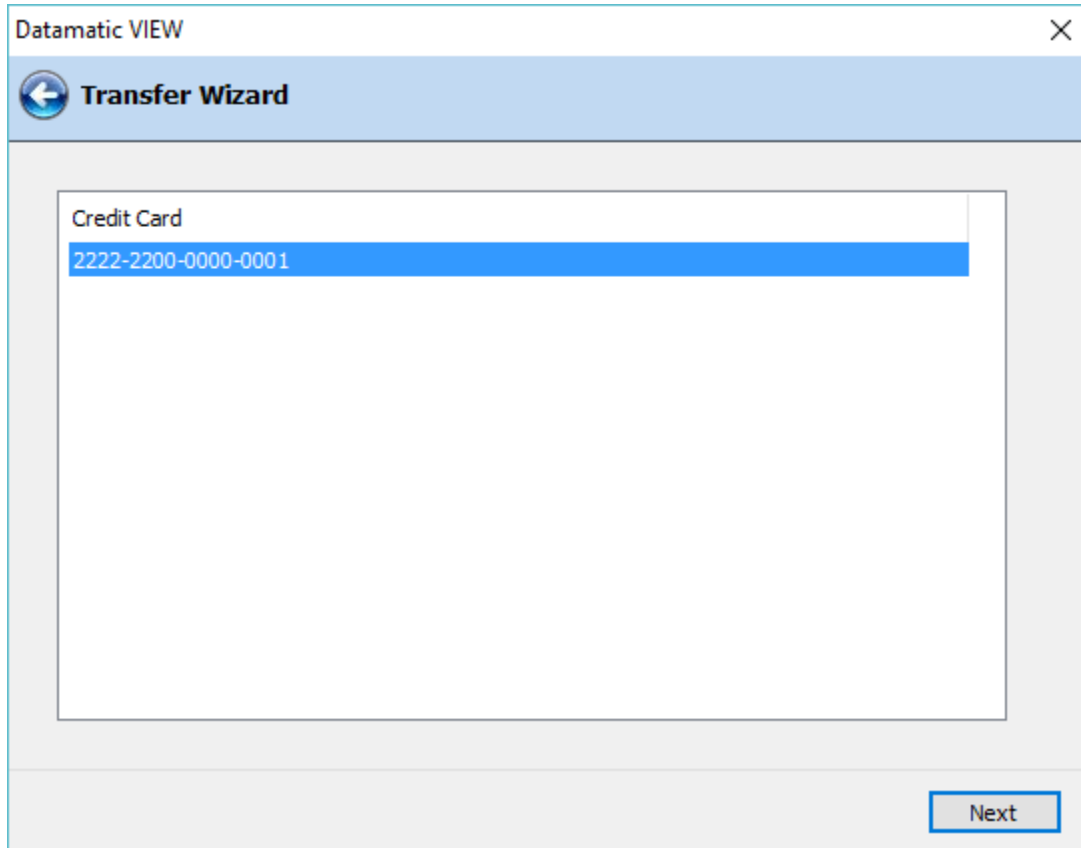 Datamatic VIEW
Transfer Wizard
Credit Card
2222-2200-0000-0001
Next